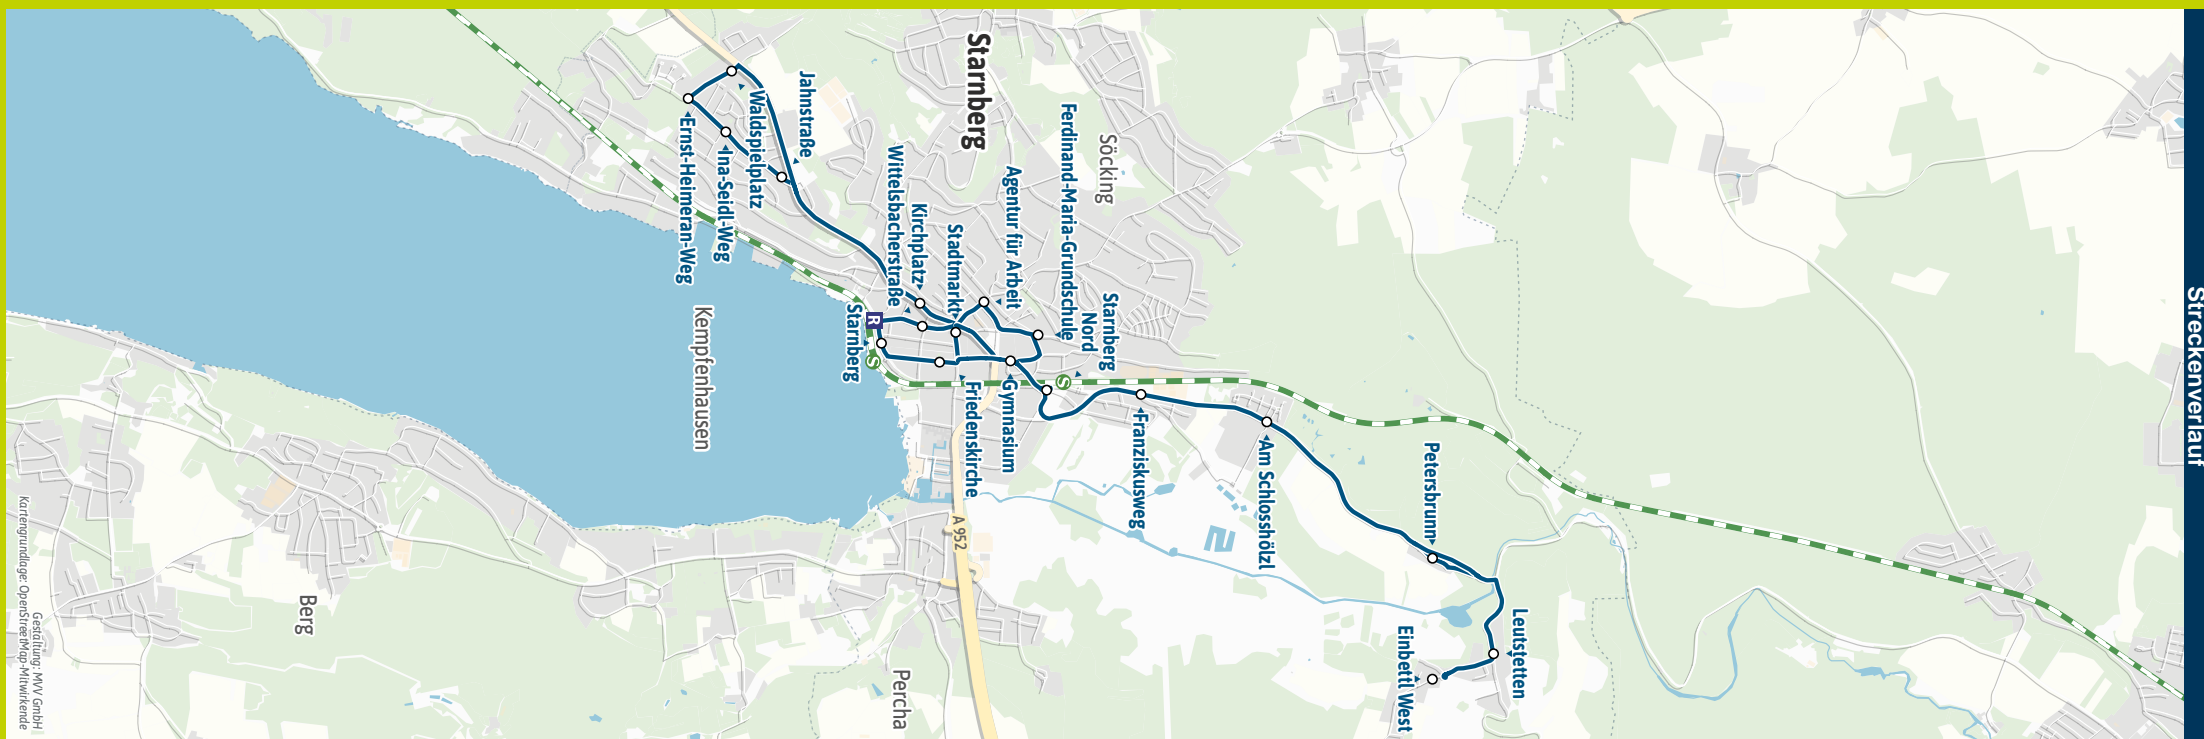 Streckenverlauf
Starnberg
Söcking
Jahnstraße
Waldspielplatz
Ina-Seidl-Weg
Ernst-Heimeran-Weg
Ferdinand-Maria-Grundschule
Agentur für Arbeit
Stadtmarkt
Kirchplatz
Wittelsbacherstraße
Starnberg
Nord
S
R
Starnberg
S
Friedenskirche
Gymnasium
Franziskusweg
Am Schlosshölzl
Petersbrunn
Leutstetten
Einbettl West
Kempfenhausen
A 952
Berg
Percha
Gestaltung: MVV GmbH
Kartengrundlage: OpenStreetMap-Mitwirkende